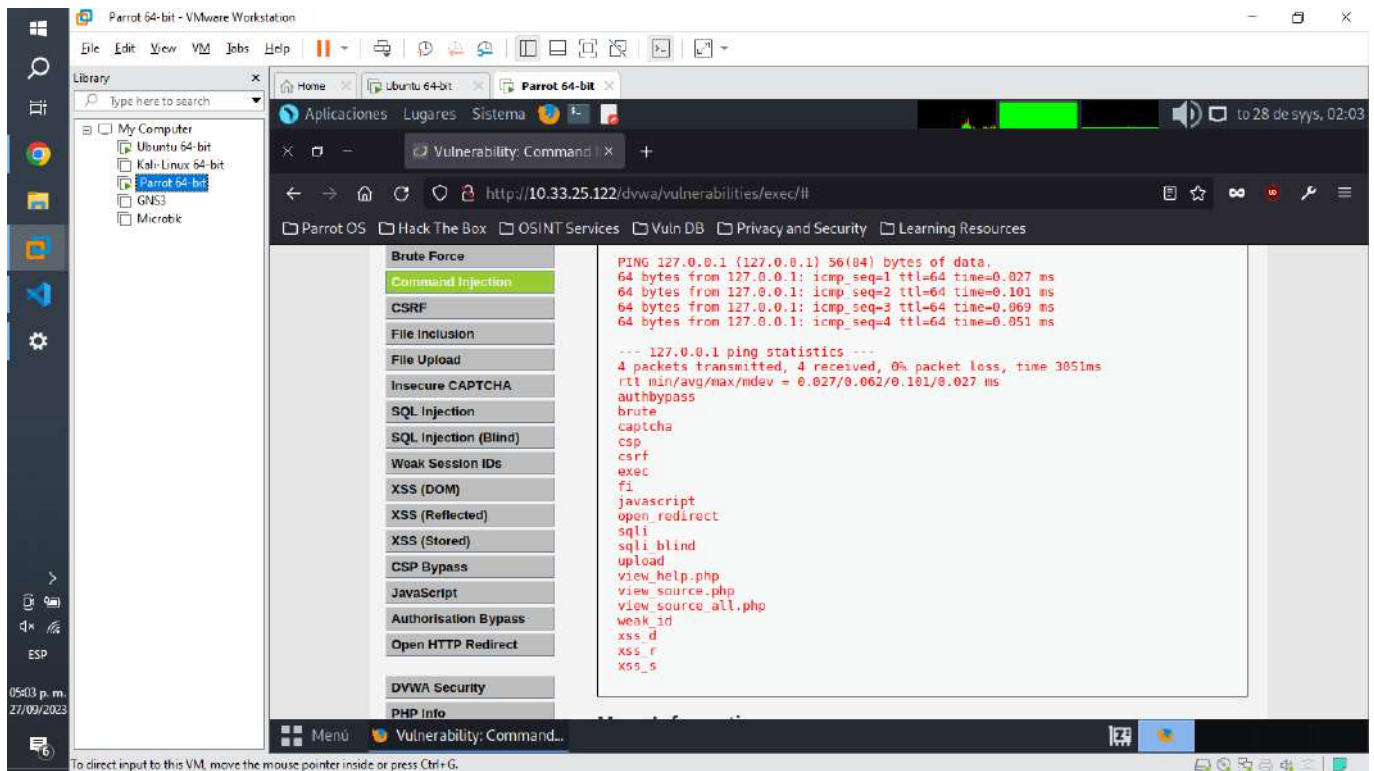 Parrot 64-bit - VMware Workstation
File Edit View VM Tabs Help
Library
Type here to search
Home
Ubuntu 64-bit
Parrot 64-bit
My Computer
Ubuntu 64-bit
Kali-Linux 64-bit
Parrot 64-bit
GNS3
Microtik
Aplicaciones Lugares Sistema
to 28 de syys, 02:03
Vulnerability: Command I
http://10.33.25.122/dvwa/vulnerabilities/exec/#
Parrot OS Hack The Box OSINT Services Vuln DB Privacy and Security Learning Resources
Brute Force
Command Injection
CSRF
File Inclusion
File Upload
Insecure CAPTCHA
SQL Injection
SQL Injection (Blind)
Weak Session IDs
XSS (DOM)
XSS (Reflected)
XSS (Stored)
CSP Bypass
JavaScript
Authorisation Bypass
Open HTTP Redirect
DVWA Security
PHP Info
PING 127.0.0.1 (127.0.0.1) 56(84) bytes of data.
64 bytes from 127.0.0.1: icmp_seq=1 ttl=64 time=0.027 ms
64 bytes from 127.0.0.1: icmp_seq=2 ttl=64 time=0.101 ms
64 bytes from 127.0.0.1: icmp_seq=3 ttl=64 time=0.069 ms
64 bytes from 127.0.0.1: icmp_seq=4 ttl=64 time=0.051 ms
--- 127.0.0.1 ping statistics ---
4 packets transmitted, 4 received, 0% packet loss, time 3051ms
rtt min/avg/max/mdev = 0.027/0.062/0.101/0.027 ms
authbypass
brute
captcha
csp
csrf
exec
fi
javascript
open_redirect
sqli
sqli_blind
upload
view_help.php
view_source.php
view_source_all.php
weak_id
xss_d
xss_r
xss_s
Menú
Vulnerability: Command...
ESP
05:03 p. m.
27/09/2023
6
To direct input to this VM, move the mouse pointer inside or press Ctrl+G.